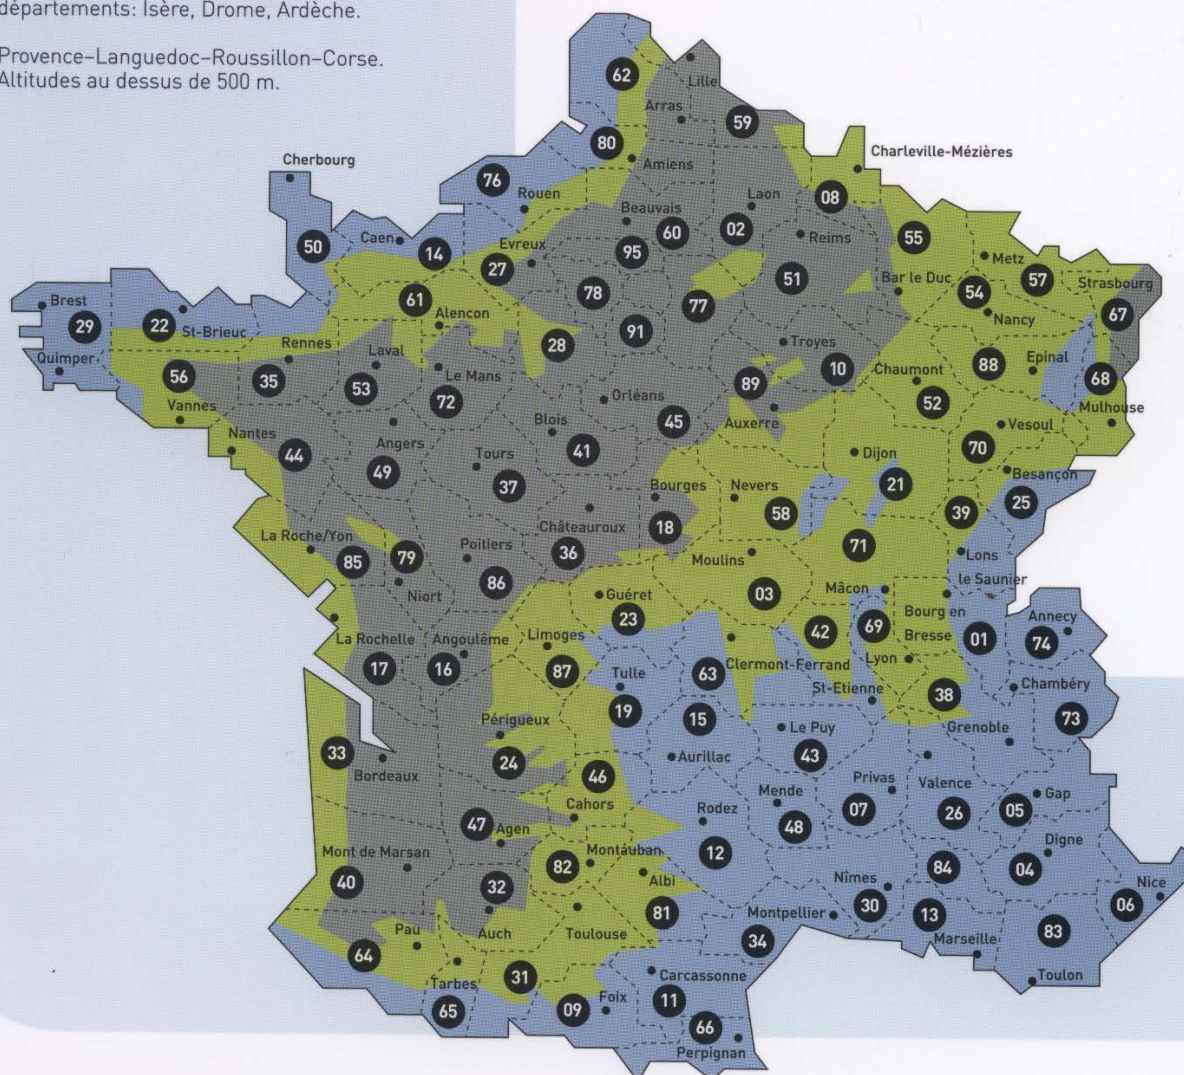 départements: Isère, Drome, Ardèche.
Provence–Languedoc–Roussillon–Corse.
Altitudes au dessus de 500 m.
62
Lille
Arras
59
80
Amiens
Cherbourg
Charleville-Mézières
76
Rouen
Laon
08
Beauvais
60
02
Reims
55
50
Caen
14
Evreux
27
95
Metz
57
Strasbourg
78
77
51
Bar le Duc
54
67
61
Alencon
Nancy
Brest
29
22
St-Brieuc
28
91
Troyes
88
Epinal
Quimper
Rennes
Laval
10
Chaumont
68
56
35
53
Le Mans
72
89
52
Mulhouse
Vannes
Orléans
Auxerre
Vesoul
Nantes
44
Angers
Blois
45
70
49
Tours
41
Dijon
Besançon
37
Bourges
Nevers
21
25
58
39
Châteauroux
18
La Roche/Yon
85
79
Poitiers
36
Moulins
71
Lons
le Saunier
86
Niort
Guéret
03
Mâcon
Bourg en
Bresse
Annecy
23
42
69
01
74
La Rochelle
Angoulême
Limoges
Clermont-Ferrand
Lyon
17
16
87
Tulle
63
St-Etienne
38
Chambéry
19
15
Le Puy
Grenoble
73
Périgueux
33
24
Aurillac
43
Bordeaux
46
Mende
Privas
Valence
Gap
Cahors
Rodez
48
07
26
05
47
Agen
Digne
Mont de Marsan
82
Montauban
12
84
04
40
32
Albi
Nîmes
Nice
81
Montpellier
30
13
06
Pau
Auch
Toulouse
34
Marseille
83
64
Tarbes
31
Carcassonne
Toulon
65
09
Foix
11
66
Perpignan